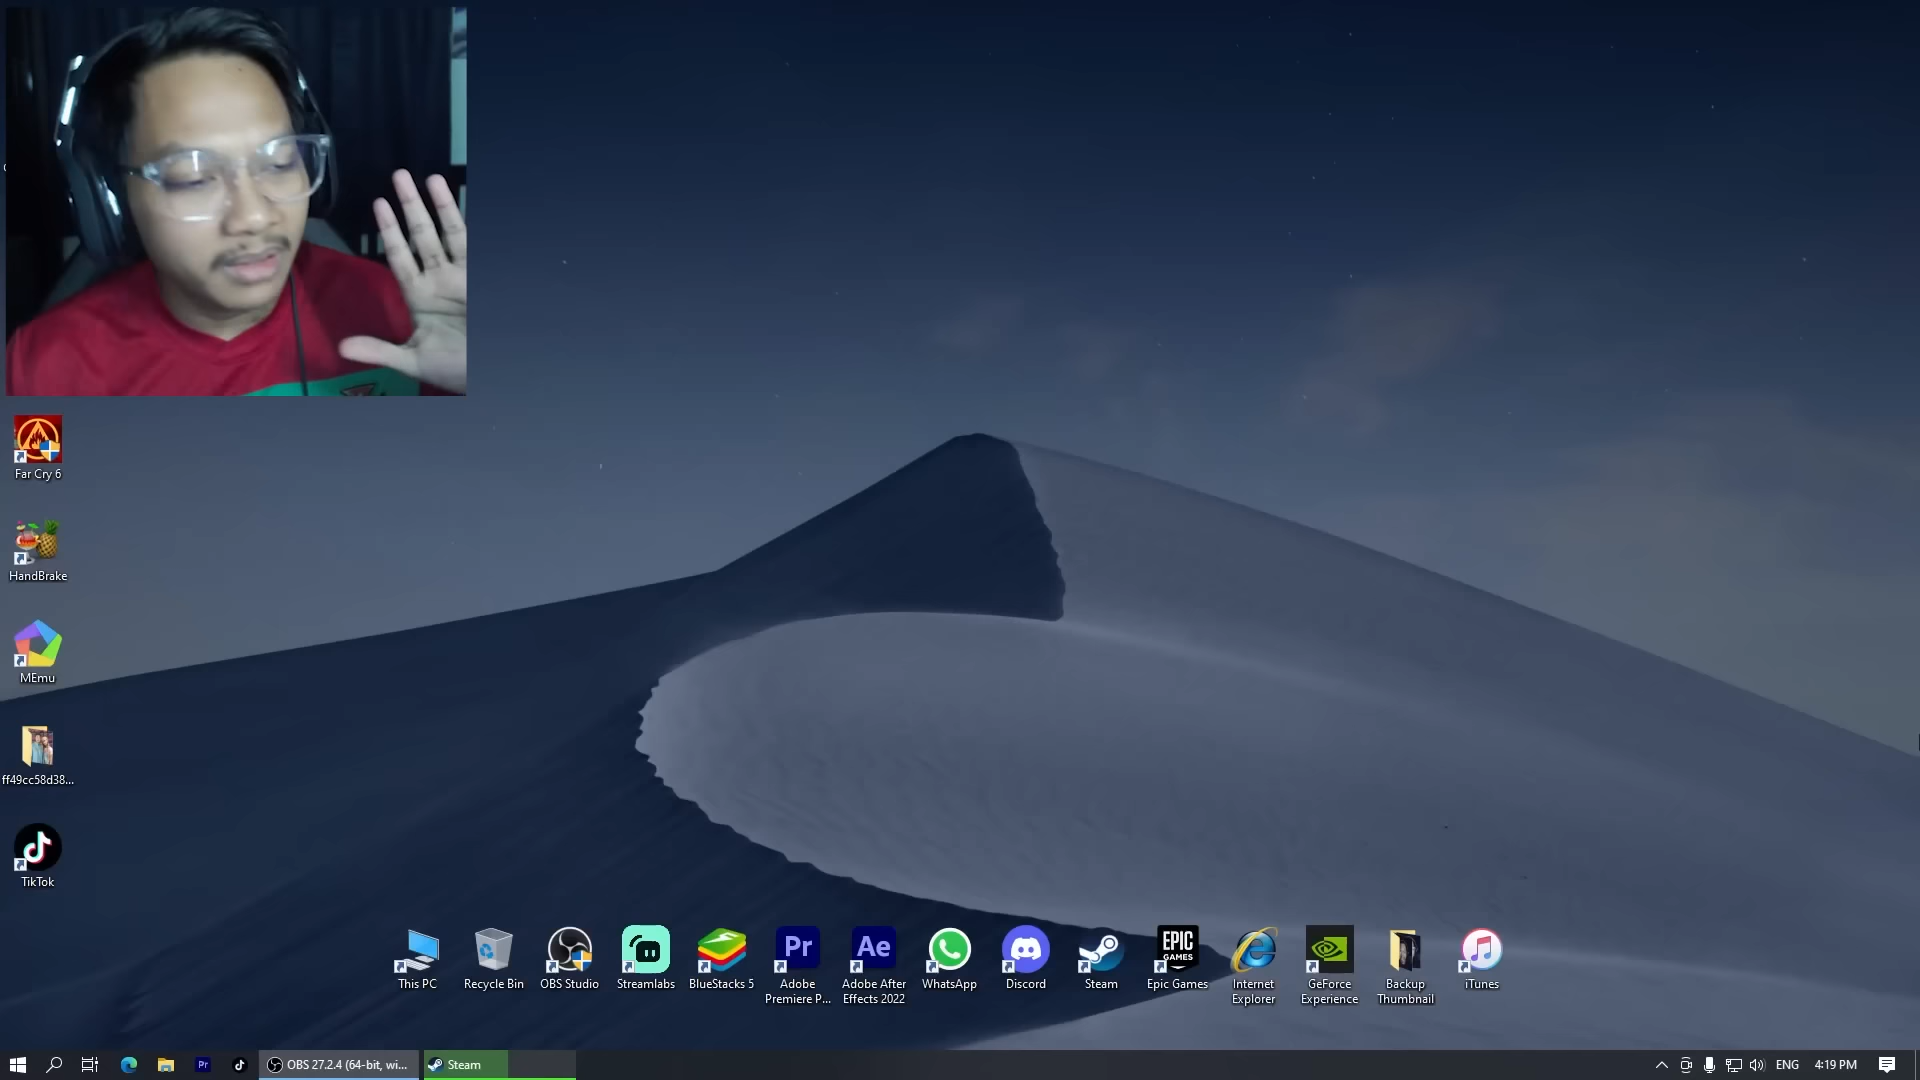 Far Cry 6
HandBrake
MEmu
ff49cc58d38...
TikTok
This PC
Recycle Bin
OBS Studio
Streamlabs
BlueStacks 5
Pr
Adobe
Premiere P...
Ae
Adobe After
Effects 2022
WhatsApp
Discord
Steam
EPIC
GAMES
Epic Games
Internet
Explorer
GeForce
Experience
Backup
Thumbnail
iTunes
Pr
OBS 27.2.4 (64-bit, wi...
Steam
ENG
4:19 PM